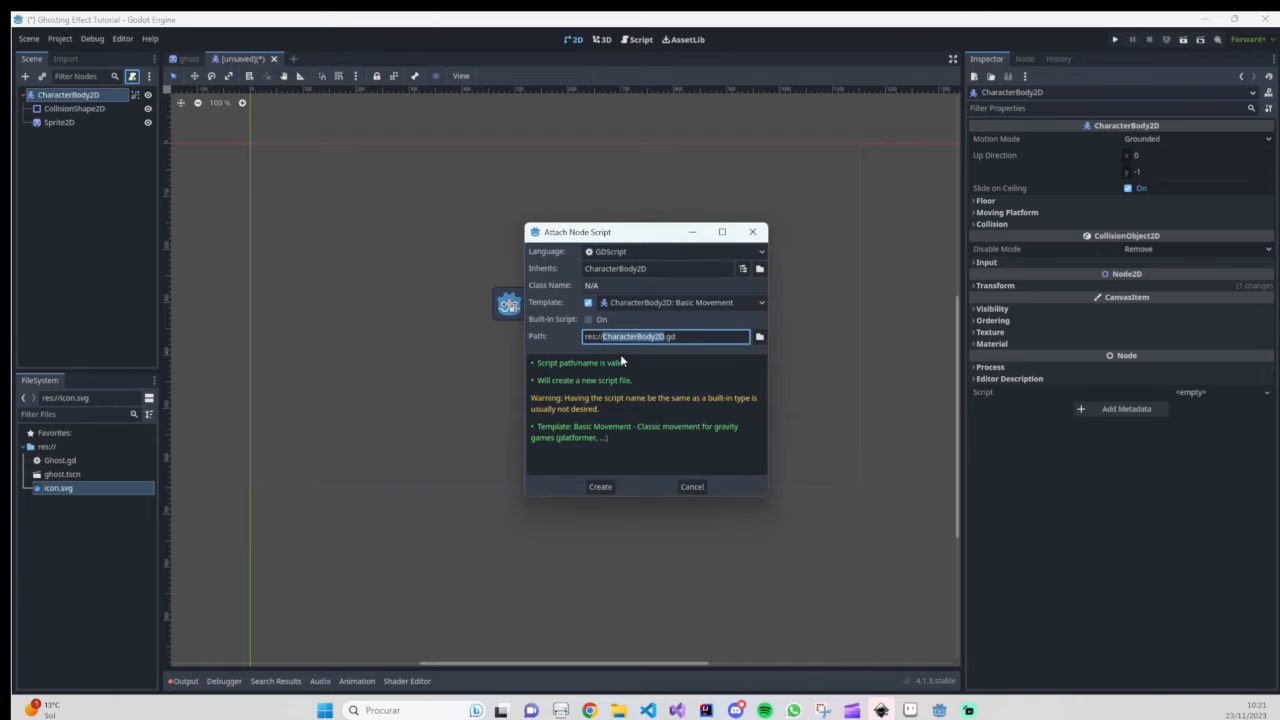 (*) Ghosting Effect Tutorial - Godot Engine
Scene Project Debug Editor Help
2D 3D Script AssetLib
Forward+
Scene Import
Filter Nodes
CharacterBody2D
CollisionShape2D
Sprite2D
ghost [unsaved](*)
View
100 %
Attach Node Script
Language: GDScript
Inherits: CharacterBody2D
Class Name: N/A
Template: CharacterBody2D: Basic Movement
Built-in Script: On
Path: res://CharacterBody2D.gd
• Script path/name is vali
• Will create a new script file.
Warning: Having the script name be the same as a built-in type is
usually not desired.
• Template: Basic Movement - Classic movement for gravity
games (platformer, ...)
Create Cancel
FileSystem
res://icon.svg
Filter Files
Favorites:
res://
Ghost.gd
ghost.tscn
icon.svg
Output Debugger Search Results Audio Animation Shader Editor
4.1.3.stable
Inspector Node History
CharacterBody2D
Filter Properties
CharacterBody2D
Motion Mode Grounded
Up Direction x 0
y -1
Slide on Ceiling On
Floor
Moving Platform
Collision
CollisionObject2D
Disable Mode Remove
Input
Node2D
Transform (1 change)
CanvasItem
Visibility
Ordering
Texture
Material
Node
Process
Editor Description
Script <empty>
Add Metadata
1
13°C
Sol
Procurar
10:21
23/11/2023